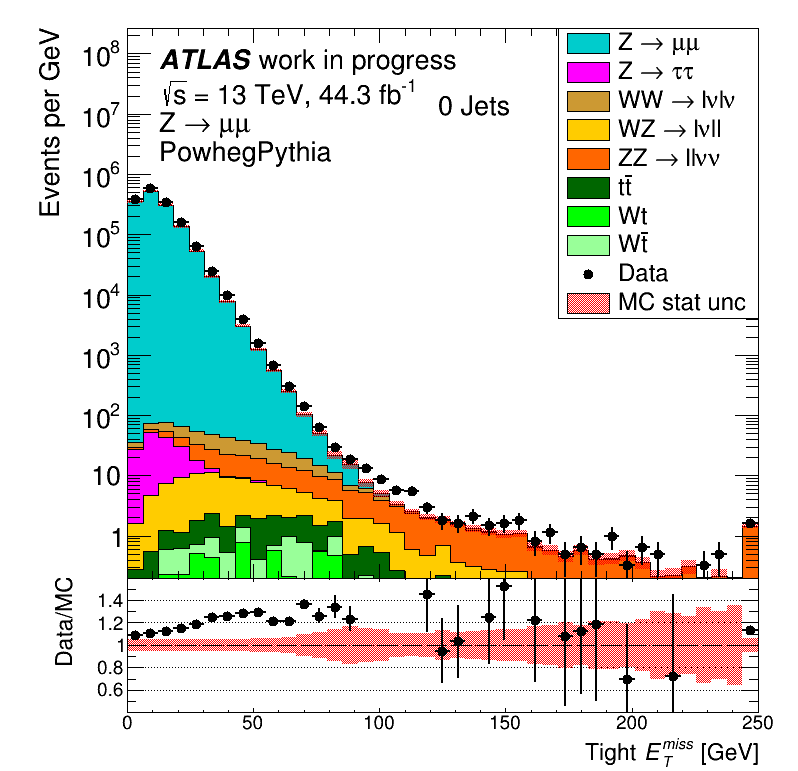 Events per GeV
10⁸
10⁷
10⁶
10⁵
10⁴
10³
10²
10
1
ATLAS work in progress
√s = 13 TeV, 44.3 fb⁻¹
0 Jets
Z → μμ
PowhegPythia
Z → μμ
Z → ττ
WW → lνlν
WZ → lνll
ZZ → llνν
tt̄
Wt
Wt̄
Data
MC stat unc
Data/MC
1.4
1.2
1
0.8
0.6
0 50 100 150 200 250
Tight E_T^miss [GeV]